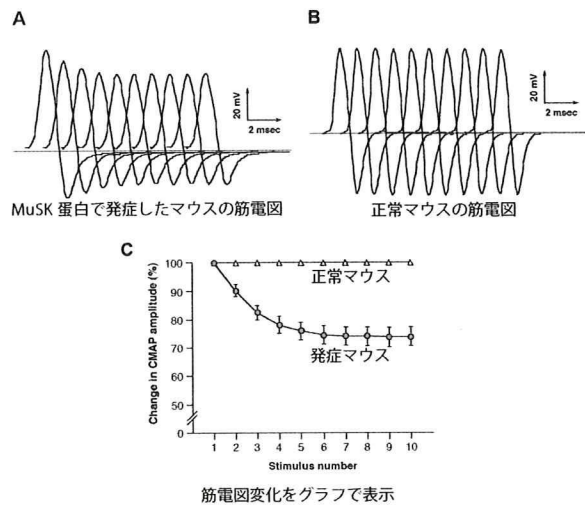 A
B
20 mV
2 msec
20 mV
2 msec
MuSK 蛋白で発症したマウスの筋電図
正常マウスの筋電図
C
Change in CMAP amplitude (%)
100
90
80
70
60
50
0
正常マウス
発症マウス
1 2 3 4 5 6 7 8 9 10
Stimulus number
筋電図変化をグラフで表示